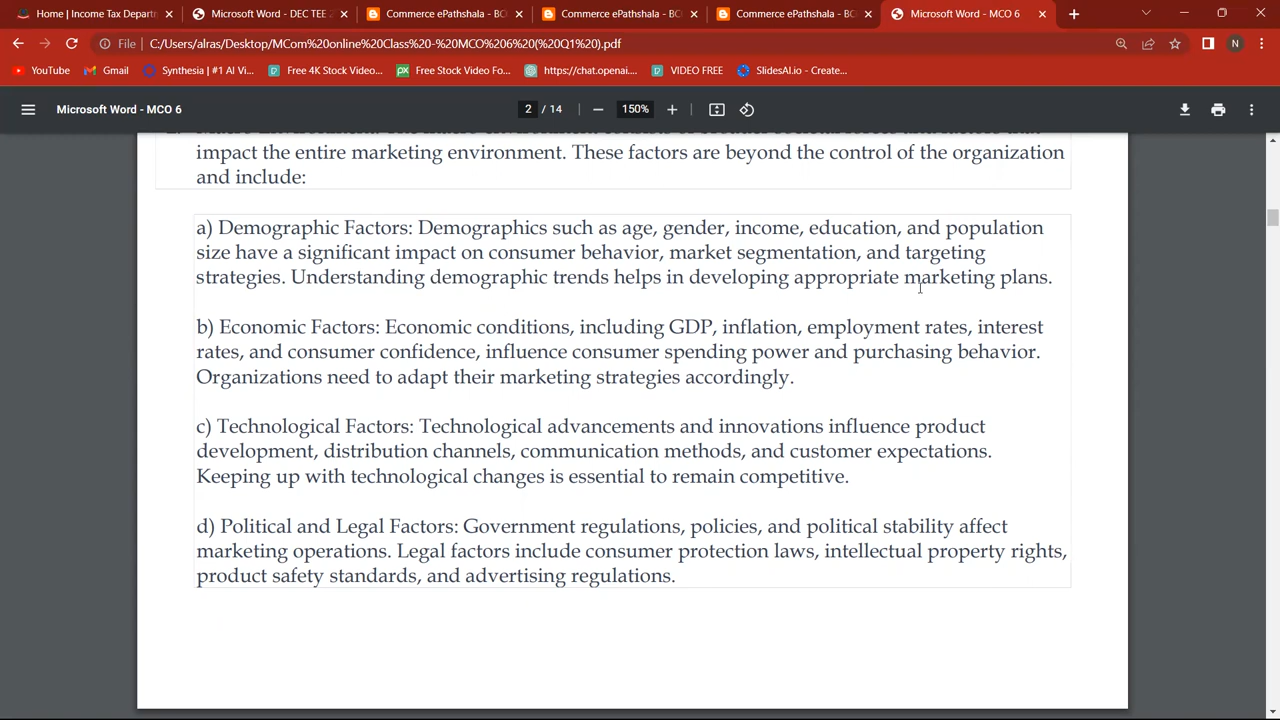 Home | Income Tax Depart
Microsoft Word - DEC TEE 2
Commerce ePathshala - BC
Commerce ePathshala - BC
Commerce ePathshala - BC
Microsoft Word - MCO 6
File
C:/Users/alras/Desktop/MCom%20online%20Class%20-%20MCO%206%20(%20Q1%20).pdf
N
YouTube
Gmail
Synthesia | #1 AI Vi...
Free 4K Stock Video...
Free Stock Video Fo...
https://chat.openai....
VIDEO FREE
SlidesAI.io - Create...
Microsoft Word - MCO 6
2 / 14
150%
impact the entire marketing environment. These factors are beyond the control of the organization
and include:
a) Demographic Factors: Demographics such as age, gender, income, education, and population
size have a significant impact on consumer behavior, market segmentation, and targeting
strategies. Understanding demographic trends helps in developing appropriate marketing plans.
b) Economic Factors: Economic conditions, including GDP, inflation, employment rates, interest
rates, and consumer confidence, influence consumer spending power and purchasing behavior.
Organizations need to adapt their marketing strategies accordingly.
c) Technological Factors: Technological advancements and innovations influence product
development, distribution channels, communication methods, and customer expectations.
Keeping up with technological changes is essential to remain competitive.
d) Political and Legal Factors: Government regulations, policies, and political stability affect
marketing operations. Legal factors include consumer protection laws, intellectual property rights,
product safety standards, and advertising regulations.